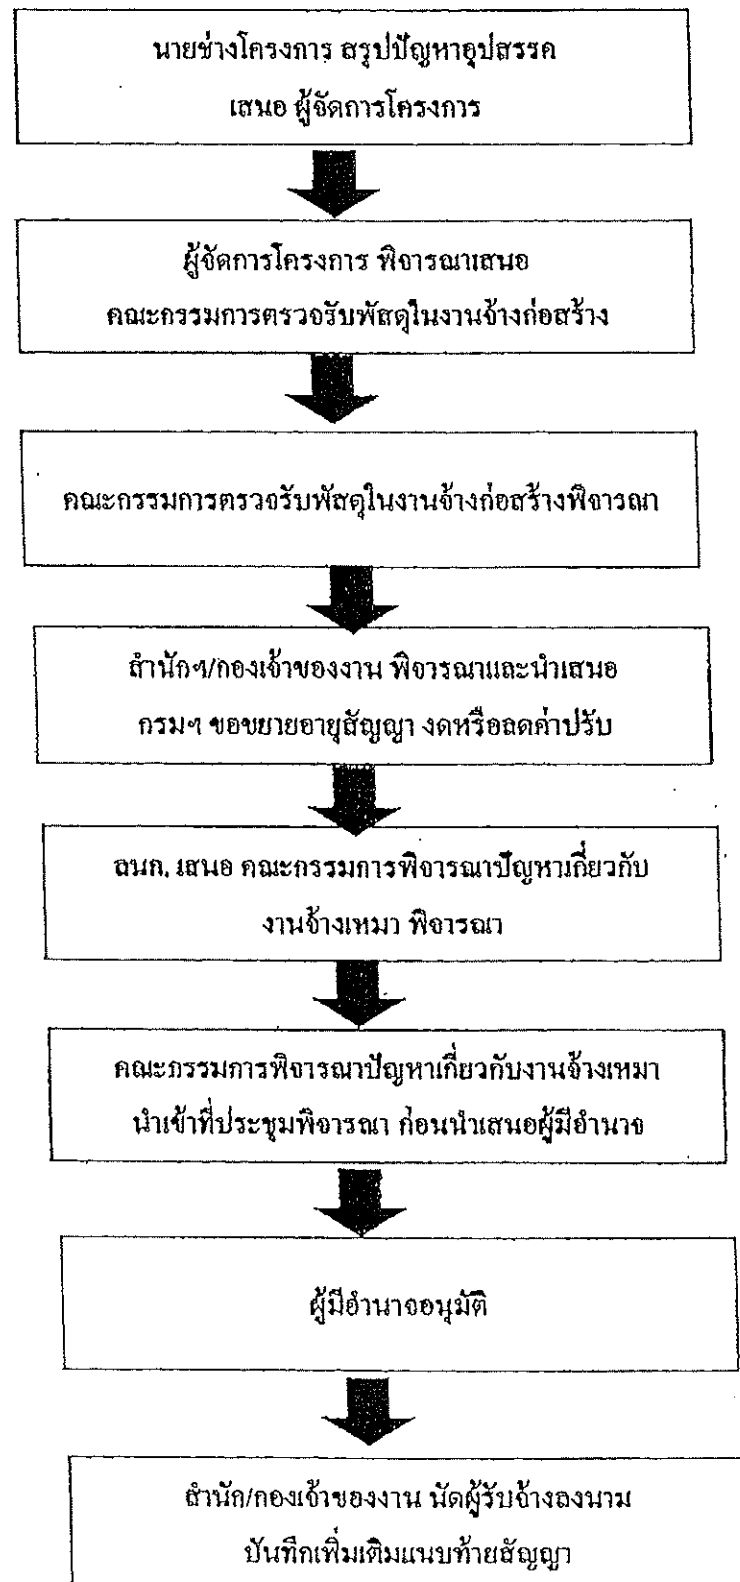 นายช่างโครงการ สรุปปัญหาอุปสรรค
เสนอ ผู้จัดการโครงการ
ผู้จัดการโครงการ พิจารณาเสนอ
คณะกรรมการตรวจรับพัสดุในงานจ้างก่อสร้าง
คณะกรรมการตรวจรับพัสดุในงานจ้างก่อสร้างพิจารณา
สำนักฯ/กองเจ้าของงาน พิจารณาและนำเสนอ
กรมฯ ขอขยายอายุสัญญา งดหรือลดค่าปรับ
ลนก. เสนอ คณะกรรมการพิจารณาปัญหาเกี่ยวกับ
งานจ้างเหมา พิจารณา
คณะกรรมการพิจารณาปัญหาเกี่ยวกับงานจ้างเหมา
นำเข้าที่ประชุมพิจารณา ก่อนนำเสนอผู้มีอำนาจ
ผู้มีอำนาจอนุมัติ
สำนัก/กองเจ้าของงาน นัดผู้รับจ้างลงนาม
บันทึกเพิ่มเติมแนบท้ายสัญญา